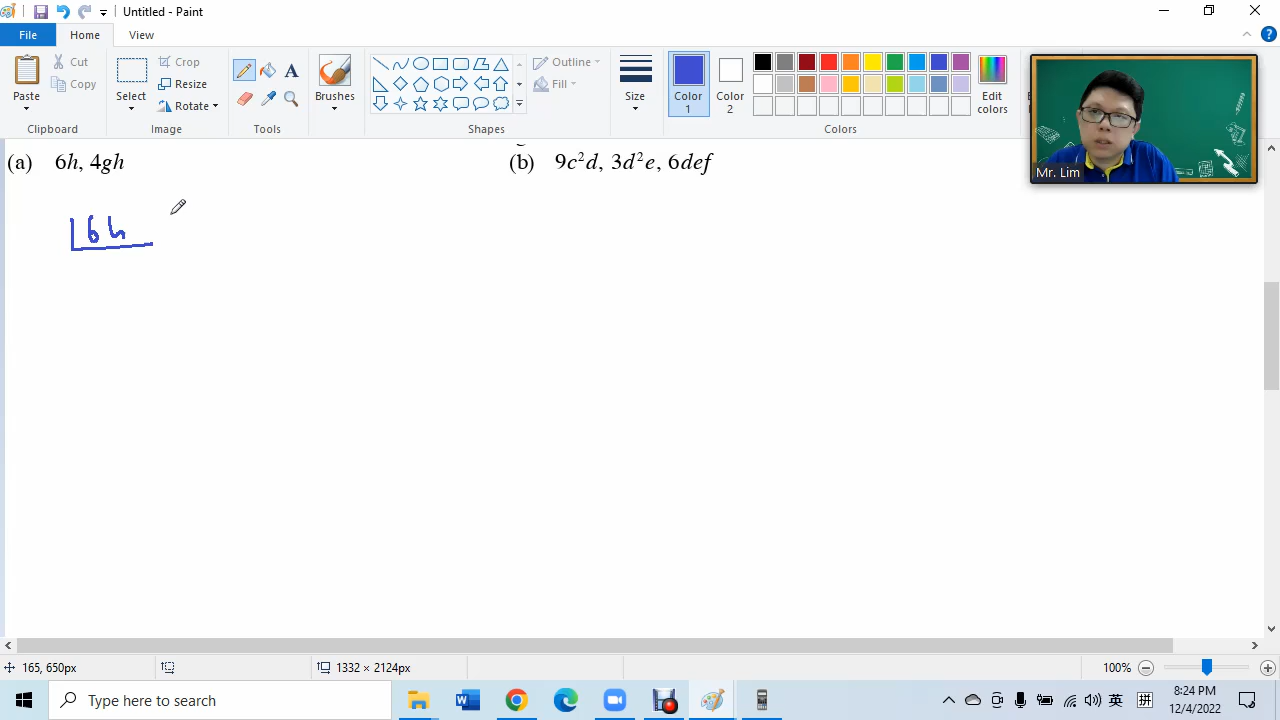 Untitled - Paint
File Home View
Paste
Cut
Copy
Clipboard
Select
Crop
Resize
Rotate
Image
Tools
Brushes
Outline
Fill
Shapes
Size
Color 1
Color 2
Edit colors
Colors
(a) 6h, 4gh
(b) 9c²d, 3d²e, 6def
6h
Mr. Lim
165, 650px
1332 × 2124px
100%
Type here to search
英
拼
8:24 PM
12/4/2022